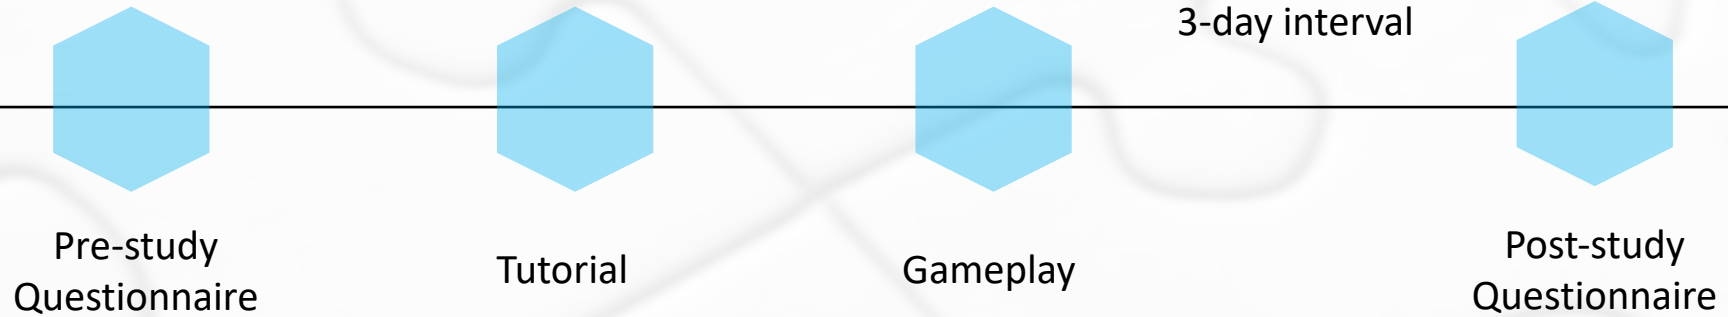 3-day interval
Pre-study
Questionnaire
Tutorial
Gameplay
Post-study
Questionnaire